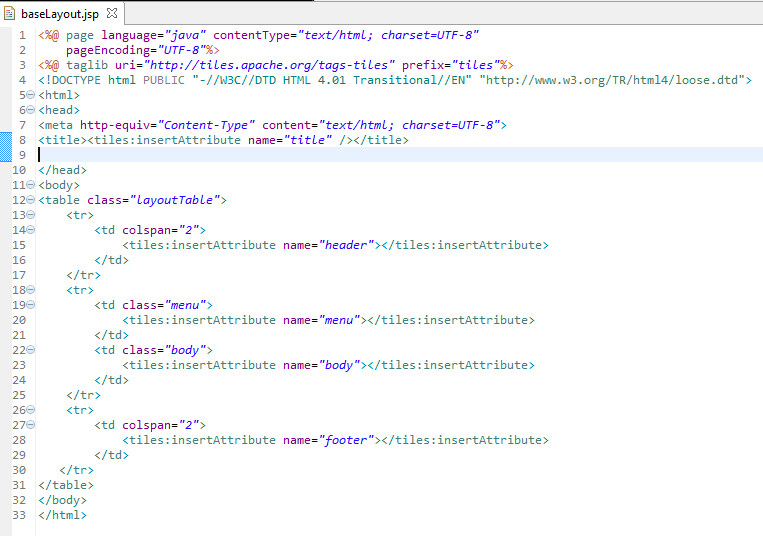 baseLayout.jsp
1 <%@ page language="java" contentType="text/html; charset=UTF-8"
2     pageEncoding="UTF-8"%>
3 <%@ taglib uri="http://tiles.apache.org/tags-tiles" prefix="tiles"%>
4 <!DOCTYPE html PUBLIC "-//W3C//DTD HTML 4.01 Transitional//EN" "http://www.w3.org/TR/html4/loose.dtd">
5 <html>
6 <head>
7 <meta http-equiv="Content-Type" content="text/html; charset=UTF-8">
8 <title><tiles:insertAttribute name="title" /></title>
9
10 </head>
11 <body>
12 <table class="layoutTable">
13     <tr>
14         <td colspan="2">
15             <tiles:insertAttribute name="header"></tiles:insertAttribute>
16         </td>
17     </tr>
18     <tr>
19         <td class="menu">
20             <tiles:insertAttribute name="menu"></tiles:insertAttribute>
21         </td>
22         <td class="body">
23             <tiles:insertAttribute name="body"></tiles:insertAttribute>
24         </td>
25     </tr>
26     <tr>
27         <td colspan="2">
28             <tiles:insertAttribute name="footer"></tiles:insertAttribute>
29         </td>
30    </tr>
31 </table>
32 </body>
33 </html>